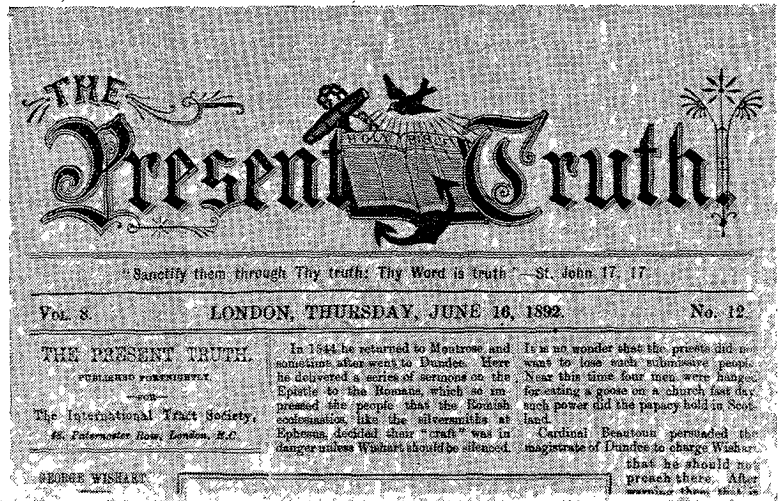 THE
Present Truth.
HOLY BIBLE
"Sanctify them through Thy truth: Thy Word is truth"—St. John 17. 17
VOL. 8. LONDON, THURSDAY, JUNE 16, 1892. No. 12
THE PRESENT TRUTH.
PUBLISHED FORTNIGHTLY,
—FOR—
The International Tract Society,
48, Paternoster Row, London, E.C.
GEORGE WISHART
In 1544 he returned to Montrose, and
sometime after went to Dundee. Here
he delivered a series of sermons on the
Epistle to the Romans, which so im-
pressed the people that the Romish
ecclesiastics, like the silversmiths at
Ephesus, decided their "craft" was in
danger unless Wishart should be silenced.
It is no wonder that the priests did
want to lose such submissive people
Near this time four men were hanged
for eating a goose on a church fast day
such power did the papacy hold in Scot-
land.
Cardinal Beautoun persuaded the
magistrate of Dundee to charge Wishart
that he should not
preach there. After